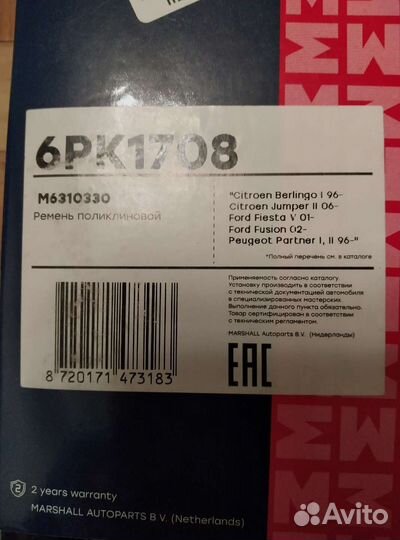 6PK1708
M6310330
Ремень поликлиновой
"Citroen Berlingo I 96-
Citroen Jumper II 06-
Ford Fiesta V 01-
Ford Fusion 02-
Peugeot Partner I, II 96-"
*Полный перечень см. в каталоге
Применяемость согласно каталогу.
Установку производить в соответствии
с технической документацией автомобиля
в специализированных мастерских
Выполнение данного пункта обязательно.
Товар сертифицирован в соответствии
с техническим регламентом.
MARSHALL Autoparts B.V. (Нидерланды)
8 720171 473183
EAC
2 2 years warranty
MARSHALL AUTOPARTS B.V. (Netherlands)
Avito